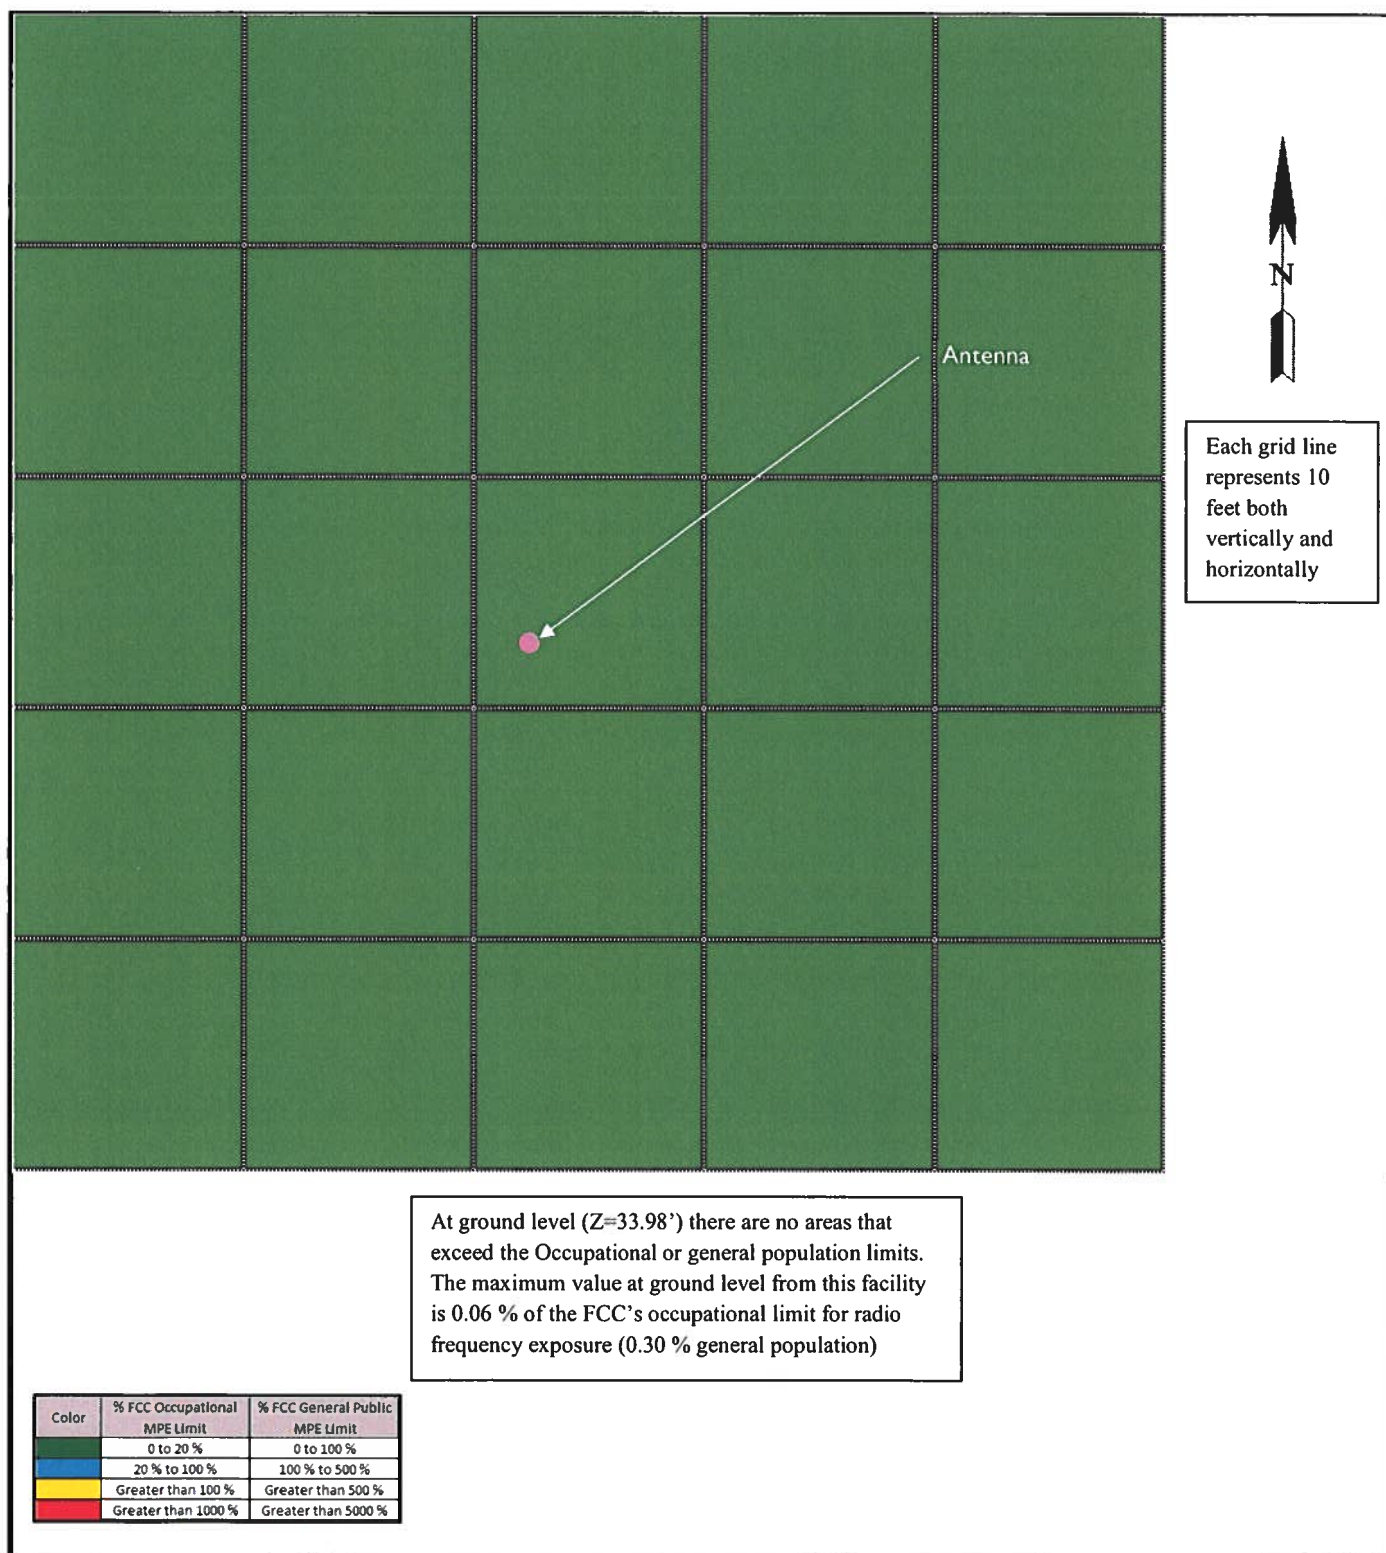 Antenna
N
Each grid line
represents 10
feet both
vertically and
horizontally
At ground level (Z=33.98’) there are no areas that
exceed the Occupational or general population limits.
The maximum value at ground level from this facility
is 0.06 % of the FCC’s occupational limit for radio
frequency exposure (0.30 % general population)
Color % FCC Occupational MPE Limit % FCC General Public MPE Limit
0 to 20 % 0 to 100 %
20 % to 100 % 100 % to 500 %
Greater than 100 % Greater than 500 %
Greater than 1000 % Greater than 5000 %